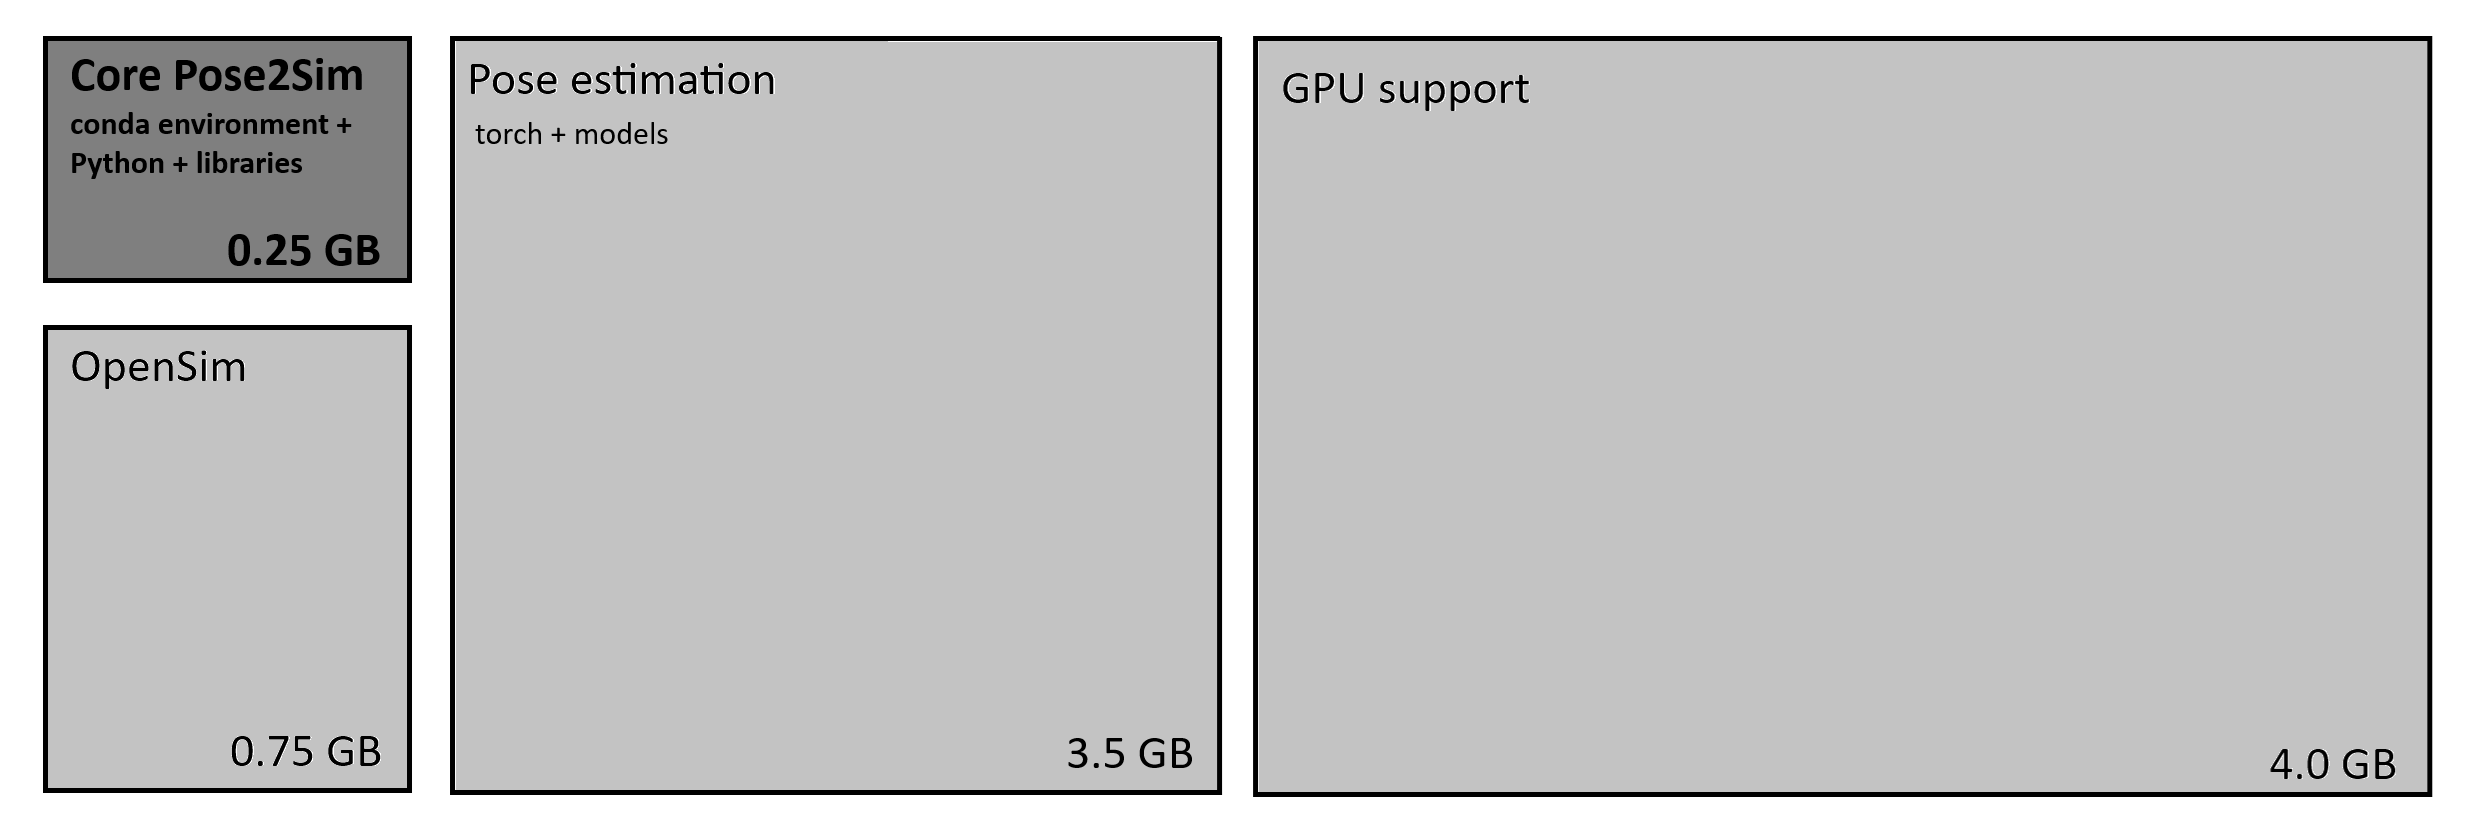 Core Pose2Sim
conda environment +
Python + libraries
0.25 GB
OpenSim
0.75 GB
Pose estimation
torch + models
3.5 GB
GPU support
4.0 GB